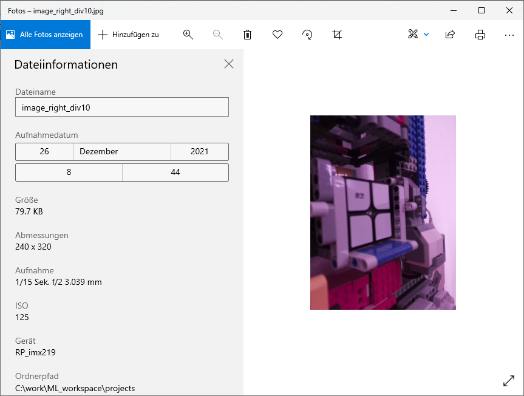 Fotos – image_right_div10.jpg
Alle Fotos anzeigen
Hinzufügen zu
Dateiinformationen
Dateiname
image_right_div10
Aufnahmedatum
26 Dezember 2021
8 44
Größe
79.7 KB
Abmessungen
240 x 320
Aufnahme
1/15 Sek. f/2 3.039 mm
ISO
125
Gerät
RP_imx219
Ordnerpfad
C:\work\ML_workspace\projects